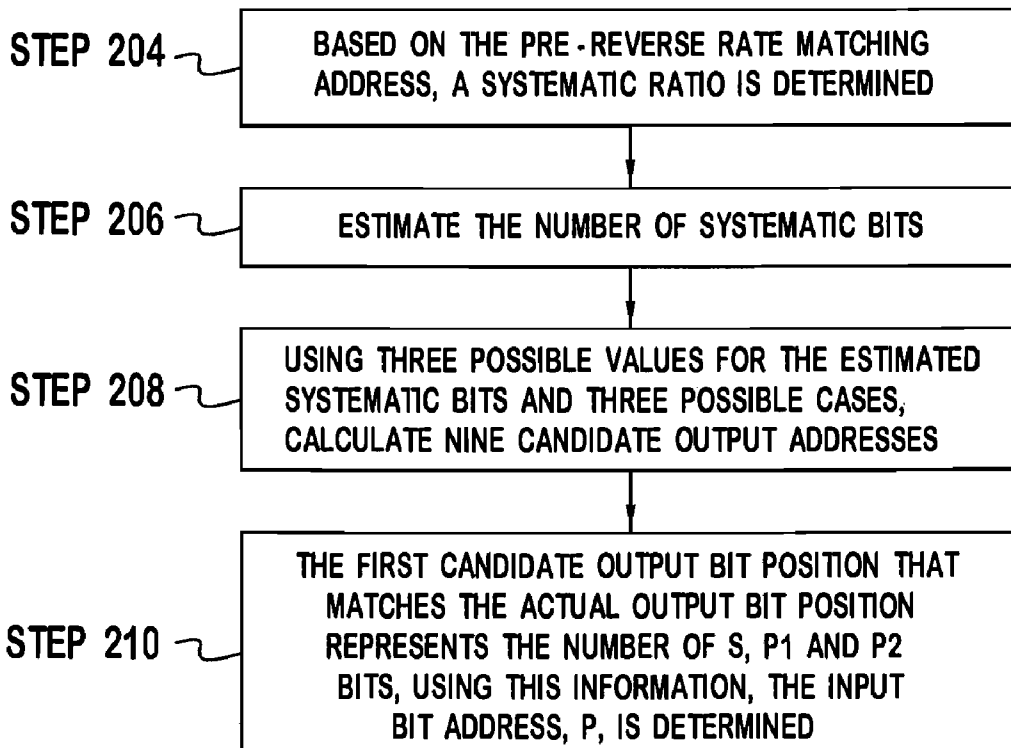 STEP 204
BASED ON THE PRE-REVERSE RATE MATCHING
ADDRESS, A SYSTEMATIC RATIO IS DETERMINED
STEP 206
ESTIMATE THE NUMBER OF SYSTEMATIC BITS
STEP 208
USING THREE POSSIBLE VALUES FOR THE ESTIMATED
SYSTEMATIC BITS AND THREE POSSIBLE CASES,
CALCULATE NINE CANDIDATE OUTPUT ADDRESSES
STEP 210
THE FIRST CANDIDATE OUTPUT BIT POSITION THAT
MATCHES THE ACTUAL OUTPUT BIT POSITION
REPRESENTS THE NUMBER OF S, P1 AND P2
BITS, USING THIS INFORMATION, THE INPUT
BIT ADDRESS, P, IS DETERMINED